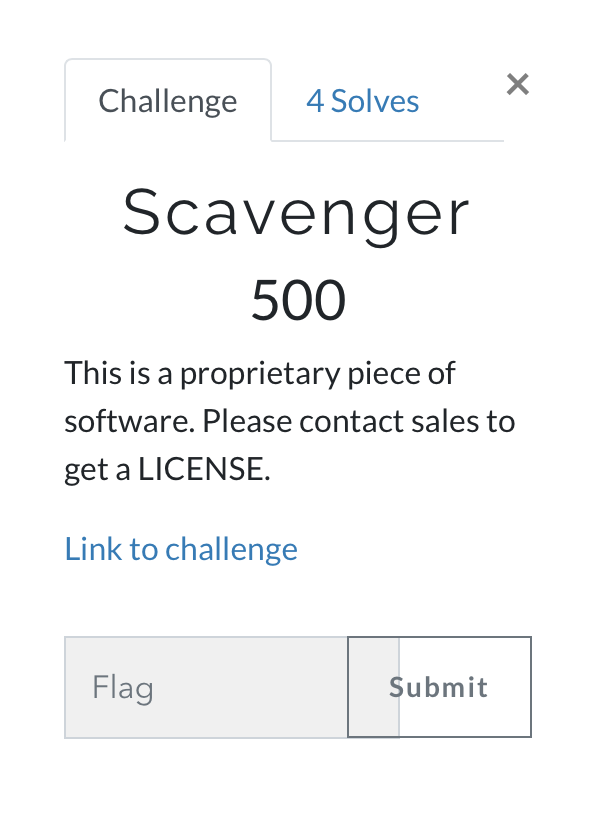 Challenge
4 Solves
×
Scavenger
500
This is a proprietary piece of
software. Please contact sales to
get a LICENSE.
Link to challenge
Flag
Submit